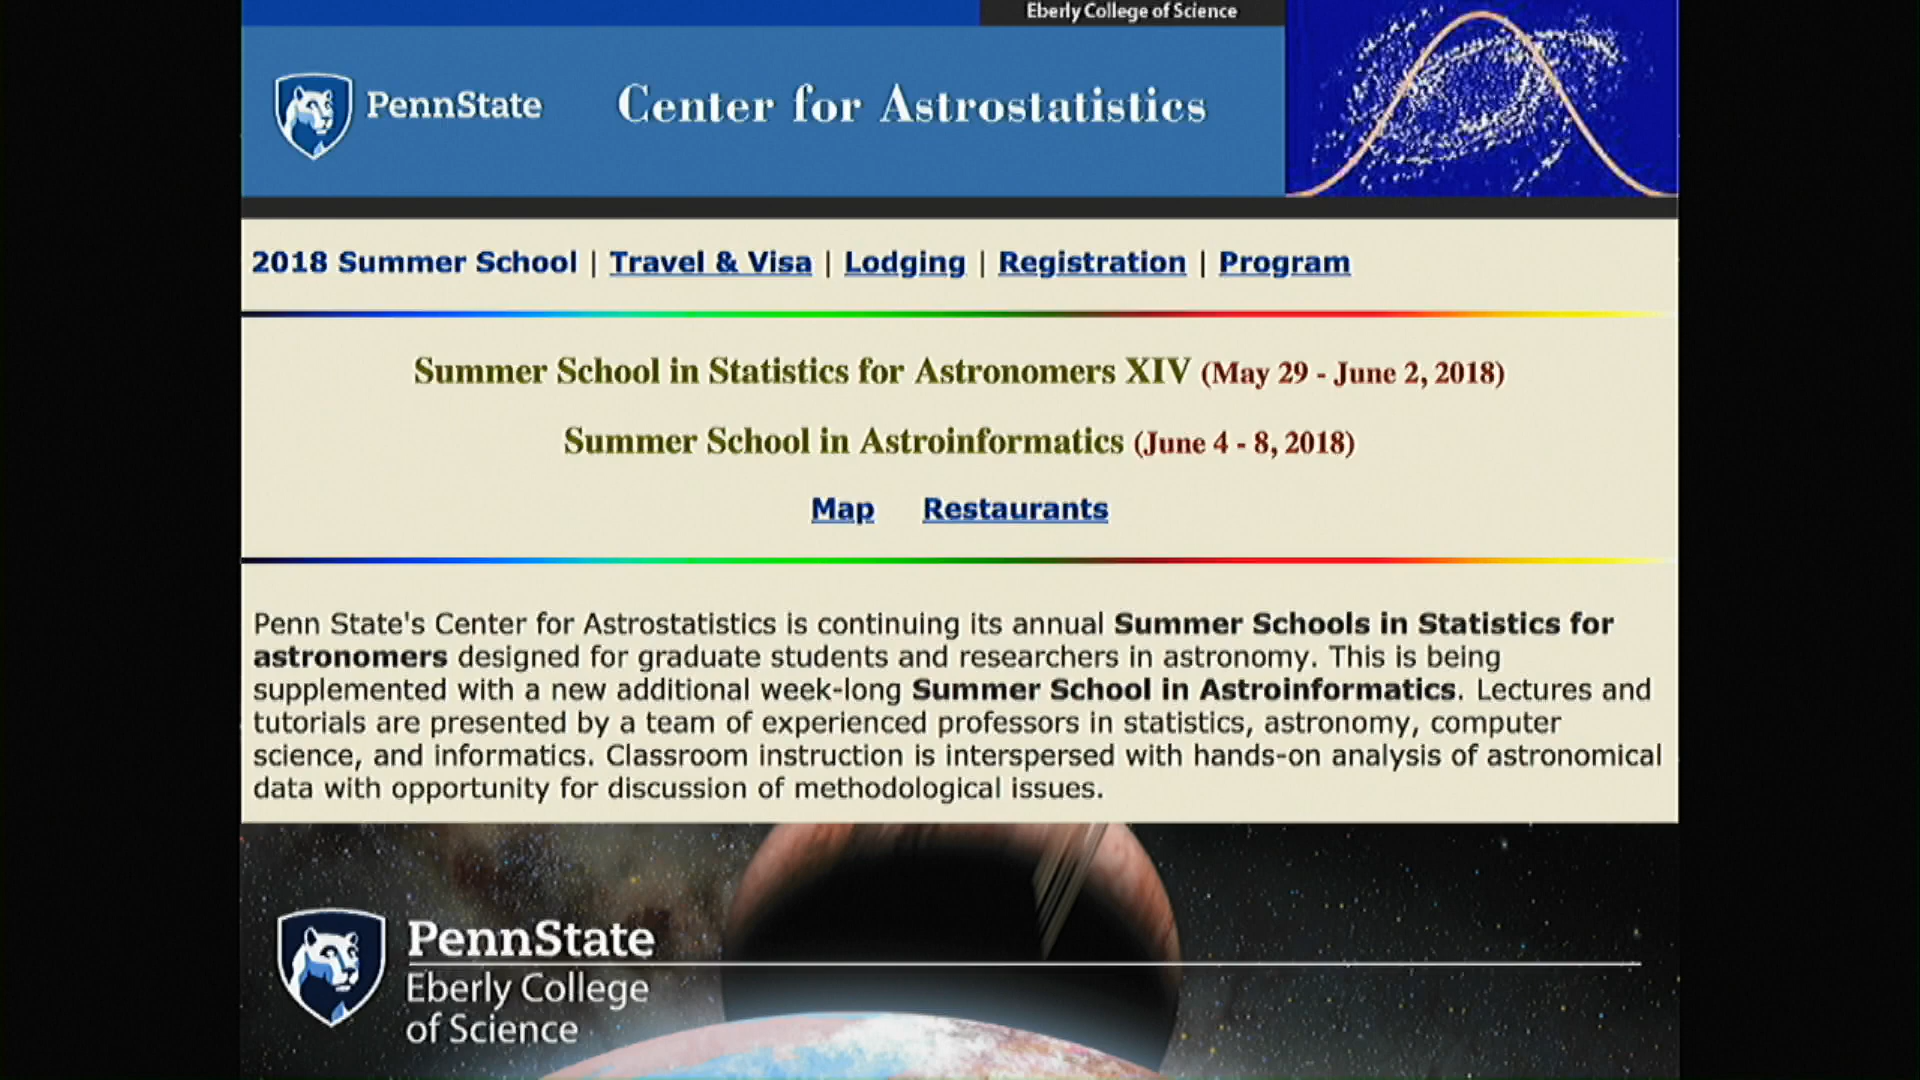 Eberly College of Science
PennState
Center for Astrostatistics
2018 Summer School | Travel & Visa | Lodging | Registration | Program
Summer School in Statistics for Astronomers XIV (May 29 - June 2, 2018)
Summer School in Astroinformatics (June 4 - 8, 2018)
Map Restaurants
Penn State's Center for Astrostatistics is continuing its annual Summer Schools in Statistics for
astronomers designed for graduate students and researchers in astronomy. This is being
supplemented with a new additional week-long Summer School in Astroinformatics. Lectures and
tutorials are presented by a team of experienced professors in statistics, astronomy, computer
science, and informatics. Classroom instruction is interspersed with hands-on analysis of astronomical
data with opportunity for discussion of methodological issues.
PennState
Eberly College
of Science